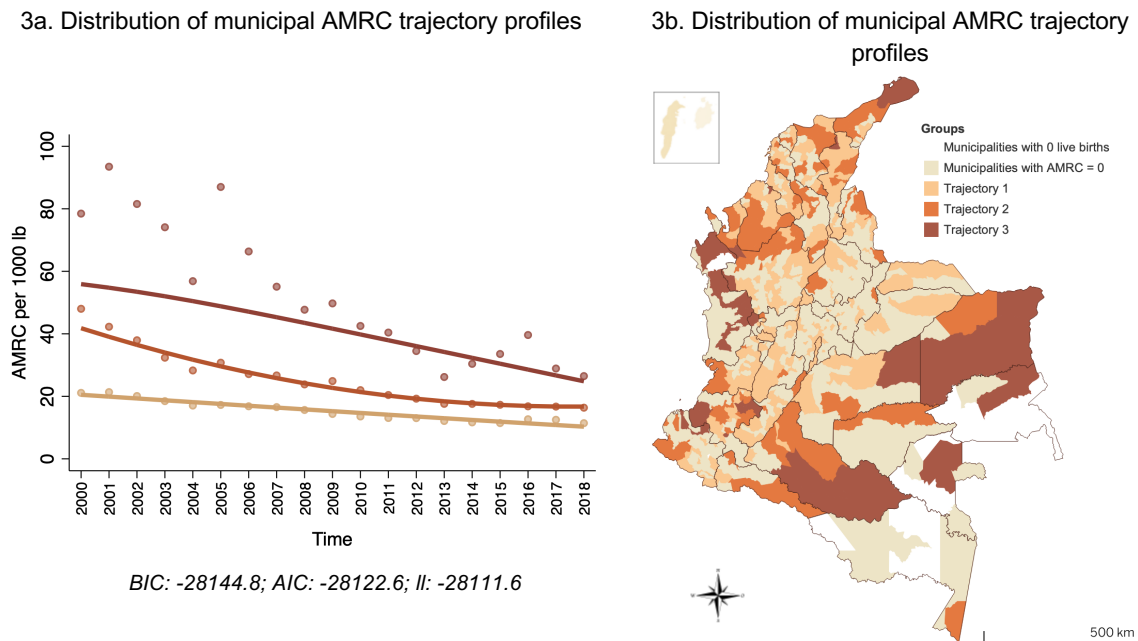 3a. Distribution of municipal AMRC trajectory profiles
AMRC per 1000 lb
100
80
60
40
20
0
2000
2001
2002
2003
2004
2005
2006
2007
2008
2009
2010
2011
2012
2013
2014
2015
2016
2017
2018
Time
BIC: -28144.8; AIC: -28122.6; ll: -28111.6
3b. Distribution of municipal AMRC trajectory
profiles
Groups
Municipalities with 0 live births
Municipalities with AMRC = 0
Trajectory 1
Trajectory 2
Trajectory 3
500 km